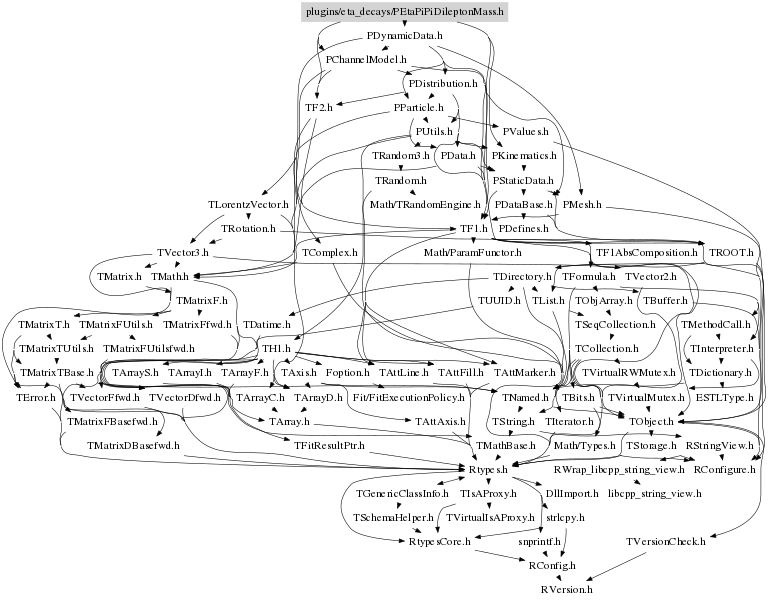 plugins/eta_decays/PEtaPiPiDileptonMass.h
PDynamicData.h
PChannelModel.h
PDistribution.h
TF2.h
PParticle.h
PUtils.h
PValues.h
TRandom3.h
PData.h
PKinematics.h
TRandom.h
PStaticData.h
TLorentzVector.h
Math/TRandomEngine.h
PDataBase.h
PMesh.h
TRotation.h
TF1.h
PDefines.h
TVector3.h
TComplex.h
Math/ParamFunctor.h
TF1AbsComposition.h
TROOT.h
TMatrix.h
TMath.h
TDirectory.h
TFormula.h
TVector2.h
TMatrixF.h
TUUID.h
TList.h
TObjArray.h
TBuffer.h
TMatrixT.h
TMatrixFUtils.h
TMatrixFfwd.h
TDatime.h
TSeqCollection.h
TMethodCall.h
TMatrixTUtils.h
TMatrixFUtilsfwd.h
TH1.h
TCollection.h
TInterpreter.h
TMatrixTBase.h
TArrayS.h
TArrayI.h
TArrayF.h
TAxis.h
Foption.h
TAttLine.h
TAttFill.h
TAttMarker.h
TVirtualRWMutex.h
TDictionary.h
TError.h
TVectorFfwd.h
TVectorDfwd.h
TArrayC.h
TArrayD.h
Fit/FitExecutionPolicy.h
TNamed.h
TBits.h
TVirtualMutex.h
ESTLType.h
TMatrixFBasefwd.h
TArray.h
TAttAxis.h
TString.h
TIterator.h
TObject.h
TMatrixDBasefwd.h
TFitResultPtr.h
TMathBase.h
Math/Types.h
TStorage.h
RStringView.h
Rtypes.h
RWrap_libcpp_string_view.h
RConfigure.h
TGenericClassInfo.h
TIsAProxy.h
DllImport.h
libcpp_string_view.h
TSchemaHelper.h
TVirtualIsAProxy.h
strlcpy.h
RtypesCore.h
snprintf.h
TVersionCheck.h
RConfig.h
RVersion.h